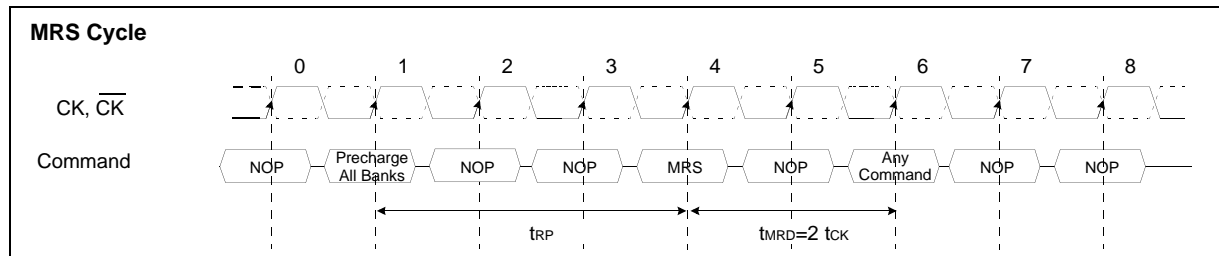 MRS Cycle
0 1 2 3 4 5 6 7 8
CK, CK
Command
NOP Precharge All Banks NOP NOP MRS NOP Any Command NOP NOP
tRP tMRD=2 tCK